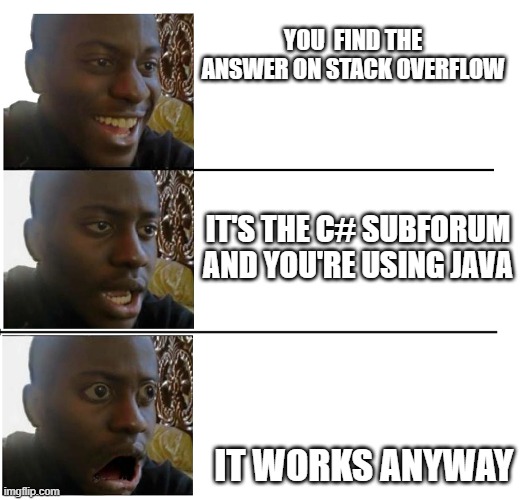 YOU FIND THE
ANSWER ON STACK OVERFLOW
IT'S THE C# SUBFORUM
AND YOU'RE USING JAVA
IT WORKS ANYWAY
imgflip.com